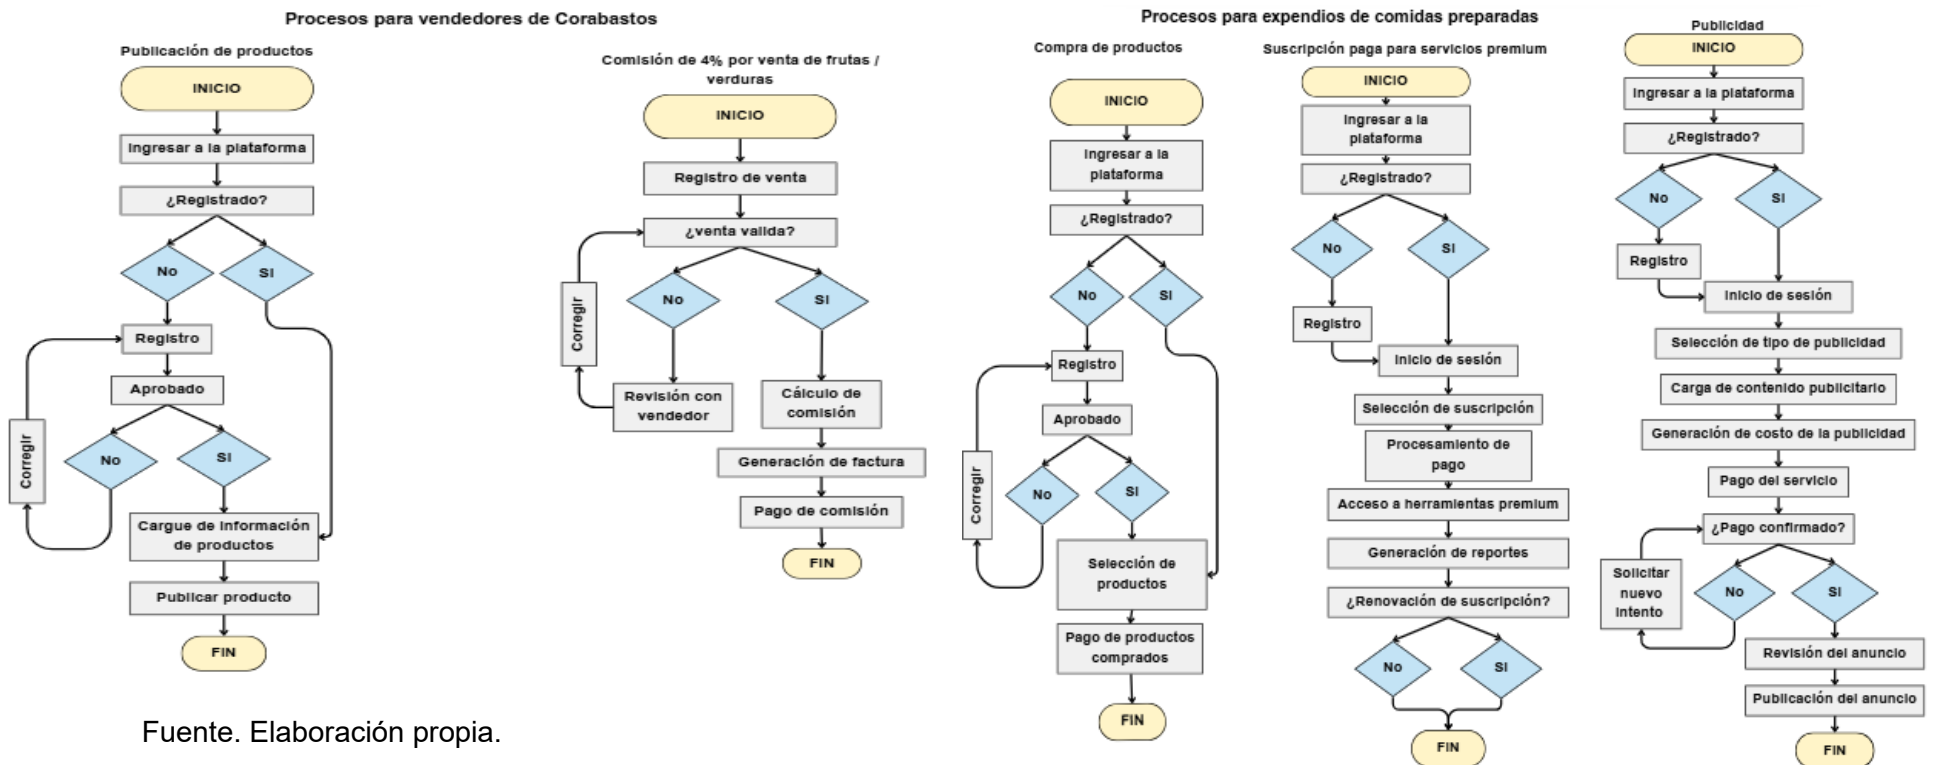 Procesos para vendedores de Corabastos
Publicación de productos
INICIO
Ingresar a la plataforma
¿Registrado?
No
SI
Registro
Aprobado
Corregir
No
SI
Cargue de información
de productos
Publicar producto
FIN
Comisión de 4% por venta de frutas /
verduras
INICIO
Registro de venta
¿venta valida?
Corregir
No
SI
Revisión con
vendedor
Cálculo de
comisión
Generación de factura
Pago de comisión
FIN
Procesos para expendios de comidas preparadas
Compra de productos
INICIO
Ingresar a la
plataforma
¿Registrado?
No
SI
Registro
Aprobado
Corregir
No
SI
Selección de
productos
Pago de productos
comprados
FIN
Suscripción paga para servicios premium
INICIO
Ingresar a la
plataforma
¿Registrado?
No
SI
Registro
Inicio de sesión
Selección de suscripción
Procesamiento de
pago
Acceso a herramientas premium
Generación de reportes
¿Renovación de suscripción?
No
SI
FIN
Publicidad
INICIO
Ingresar a la plataforma
¿Registrado?
No
SI
Registro
Inicio de sesión
Selección de tipo de publicidad
Carga de contenido publicitario
Generación de costo de la publicidad
Pago del servicio
¿Pago confirmado?
Solicitar
nuevo
intento
No
SI
Revisión del anuncio
Publicación del anuncio
FIN
Fuente. Elaboración propia.